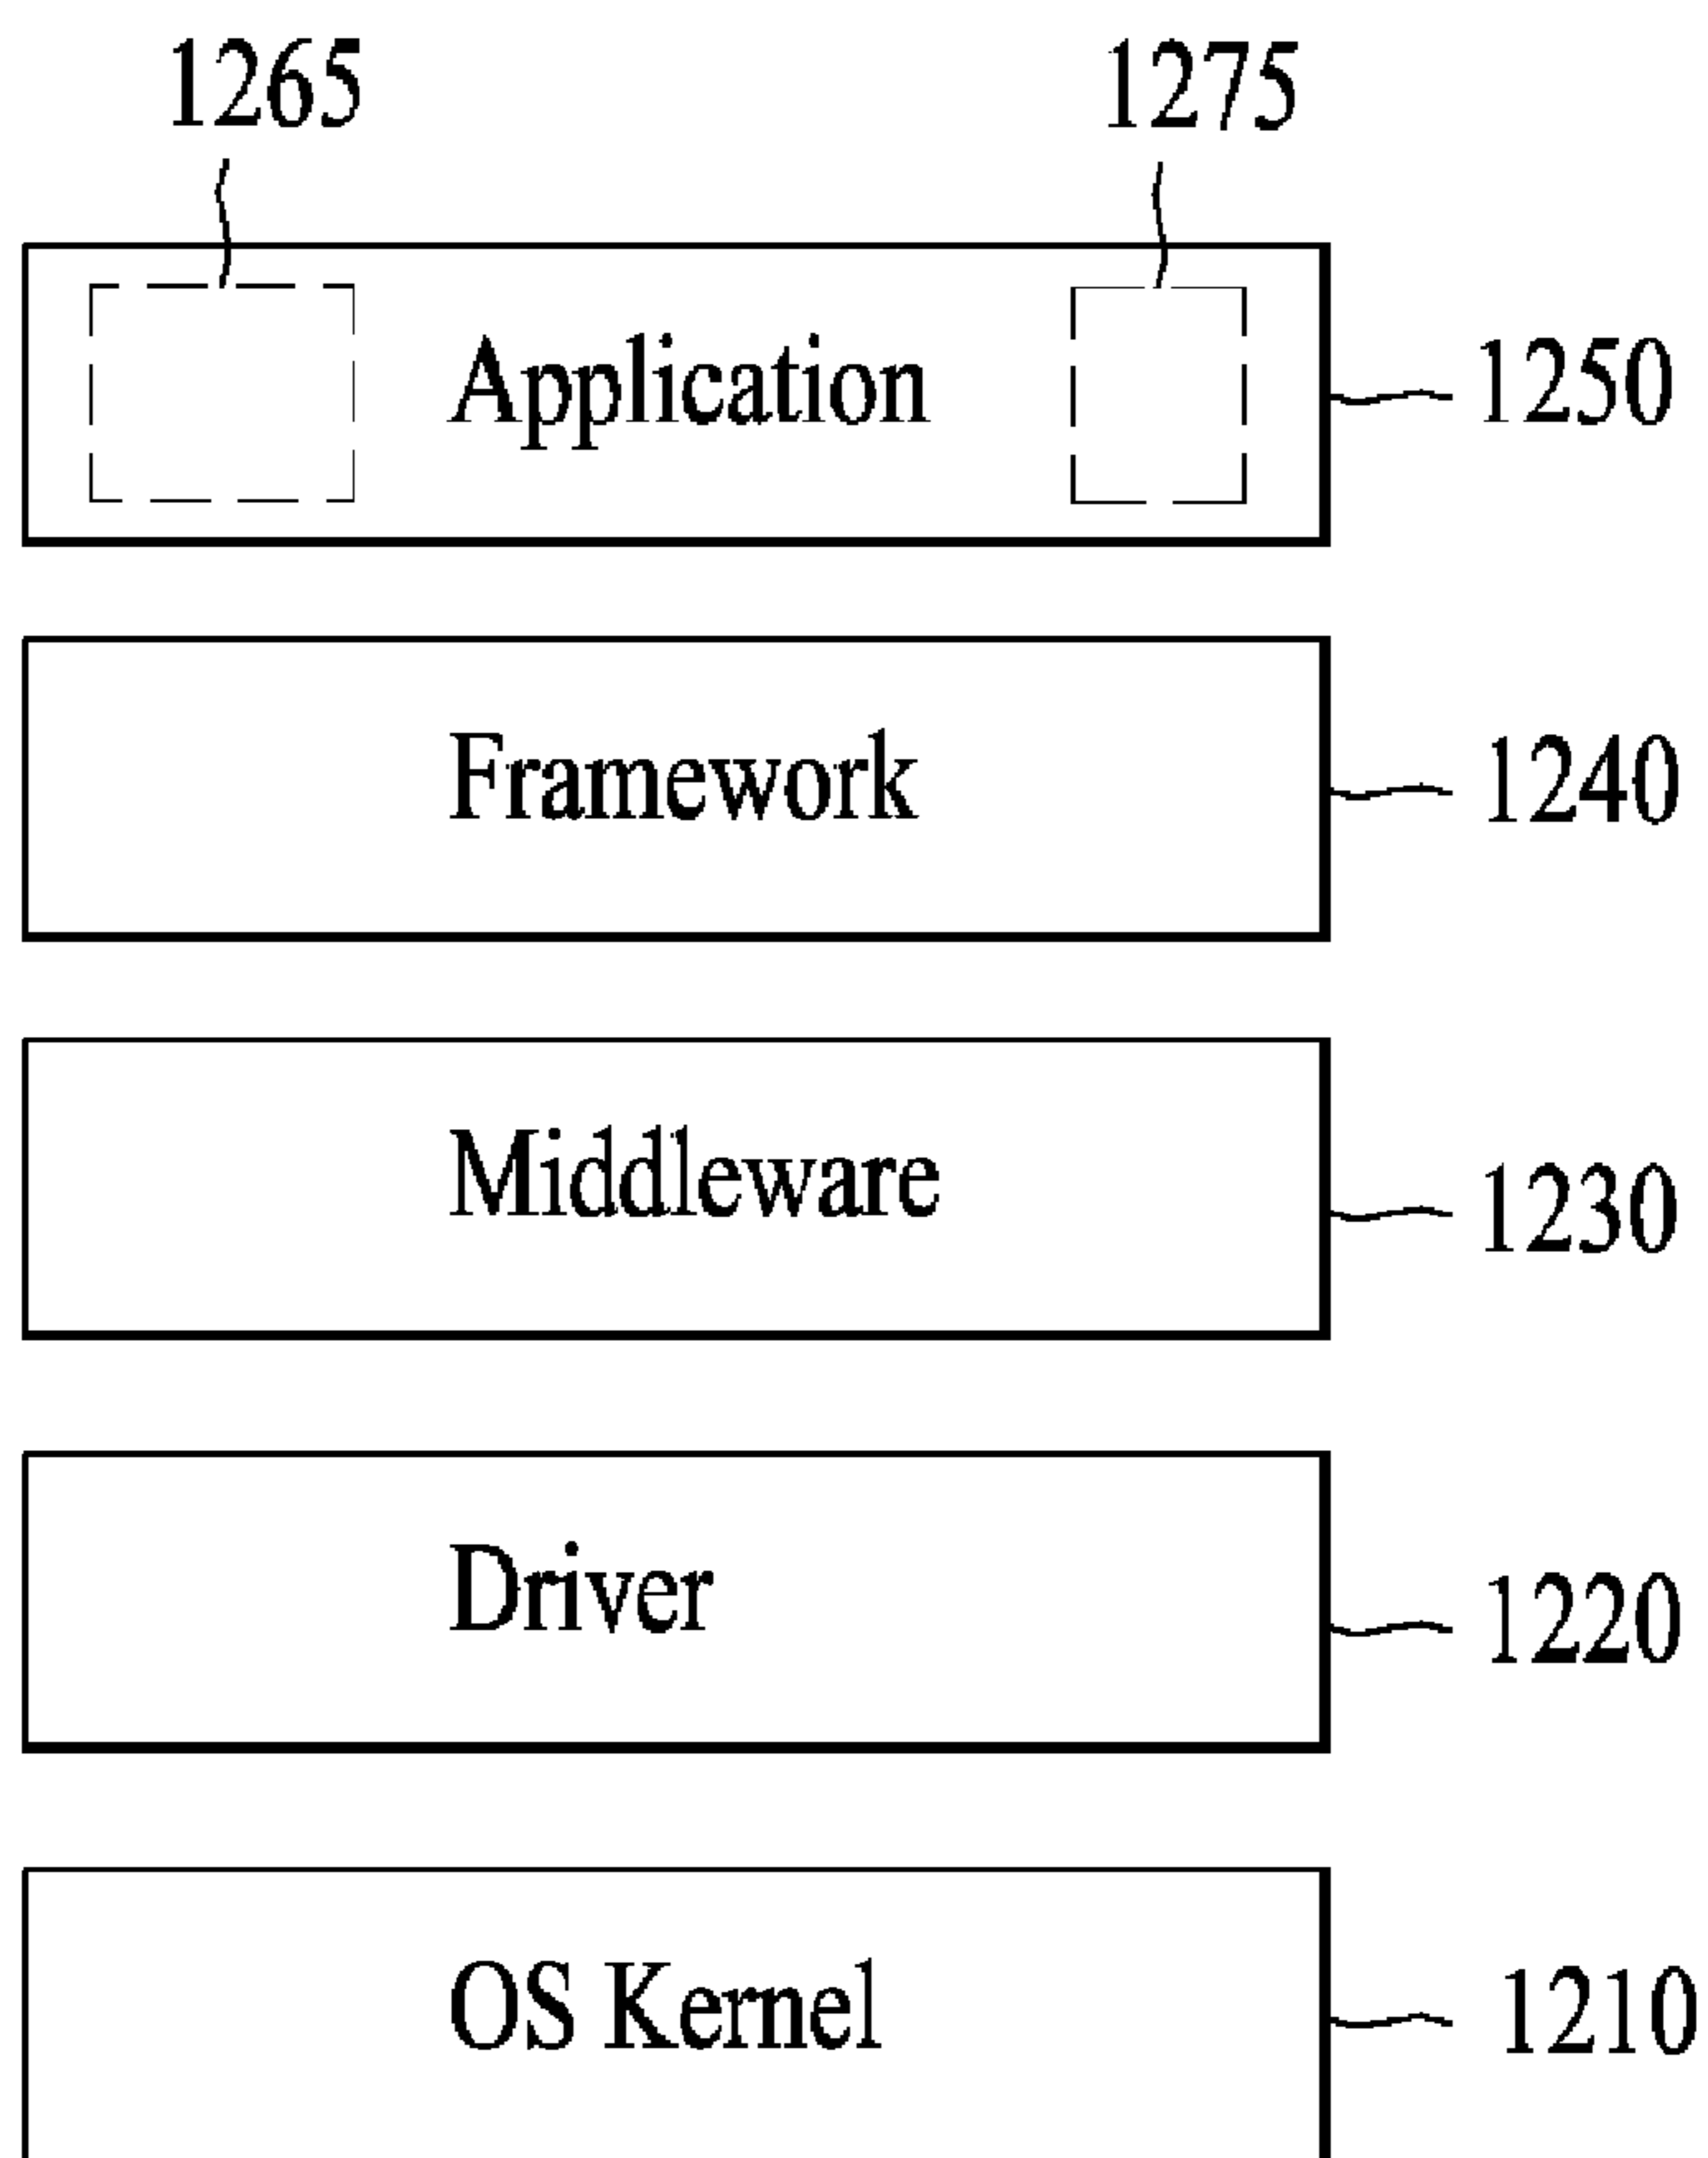 1265 1275
Application 1250
Framework 1240
Middleware 1230
Driver 1220
OS Kernel 1210